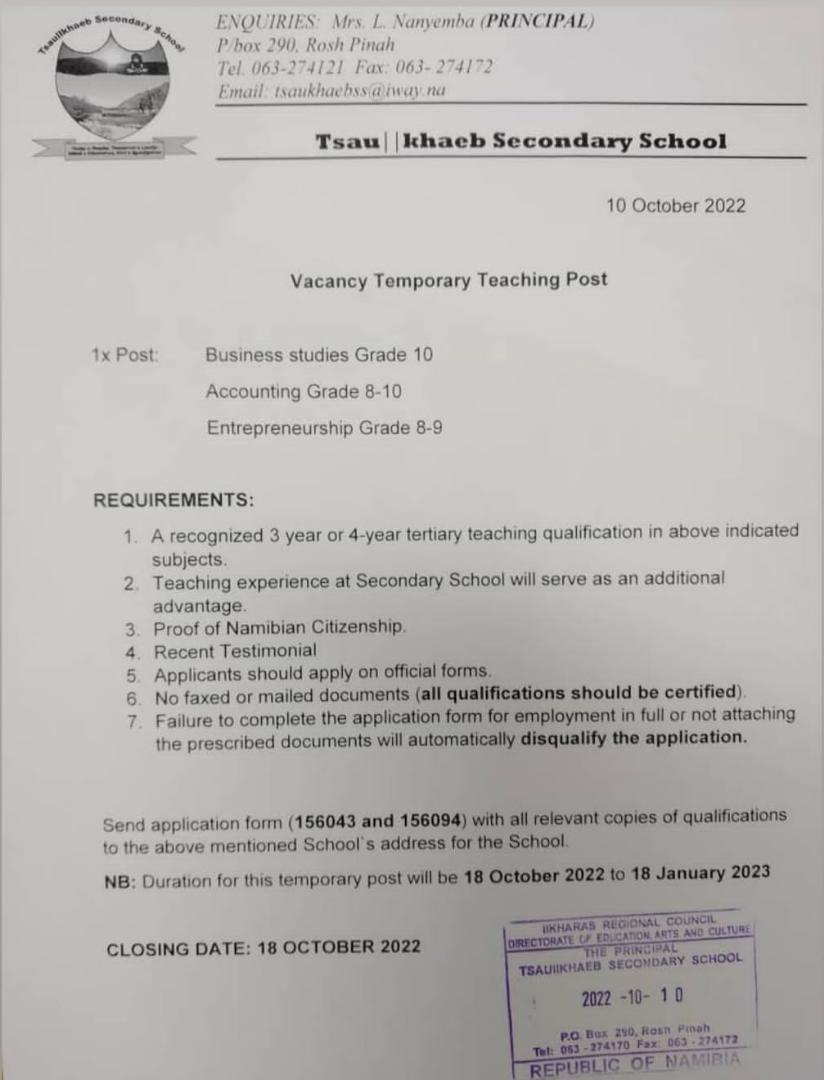 Tsaullkhaeb Secondary School
ENQUIRIES: Mrs. L. Nanyemba (PRINCIPAL)
P/box 290, Rosh Pinah
Tel. 063-274121 Fax: 063- 274172
Email: tsaukhaebss@iway.na
Tsau||khaeb Secondary School
10 October 2022
Vacancy Temporary Teaching Post
1x Post: Business studies Grade 10
Accounting Grade 8-10
Entrepreneurship Grade 8-9
REQUIREMENTS:
1. A recognized 3 year or 4-year tertiary teaching qualification in above indicated
subjects.
2. Teaching experience at Secondary School will serve as an additional
advantage.
3. Proof of Namibian Citizenship.
4. Recent Testimonial
5. Applicants should apply on official forms.
6. No faxed or mailed documents (all qualifications should be certified).
7. Failure to complete the application form for employment in full or not attaching
the prescribed documents will automatically disqualify the application.
Send application form (156043 and 156094) with all relevant copies of qualifications
to the above mentioned School`s address for the School.
NB: Duration for this temporary post will be 18 October 2022 to 18 January 2023
CLOSING DATE: 18 OCTOBER 2022
IIKHARAS REGIONAL COUNCIL
DIRECTORATE OF EDUCATION, ARTS AND CULTURE
THE PRINCIPAL
TSAUIIKHAEB SECONDARY SCHOOL
2022 -10- 10
P.O. Box 290, Rosh Pinah
Tel: 063 - 274170 Fax: 063 - 274172
REPUBLIC OF NAMIBIA